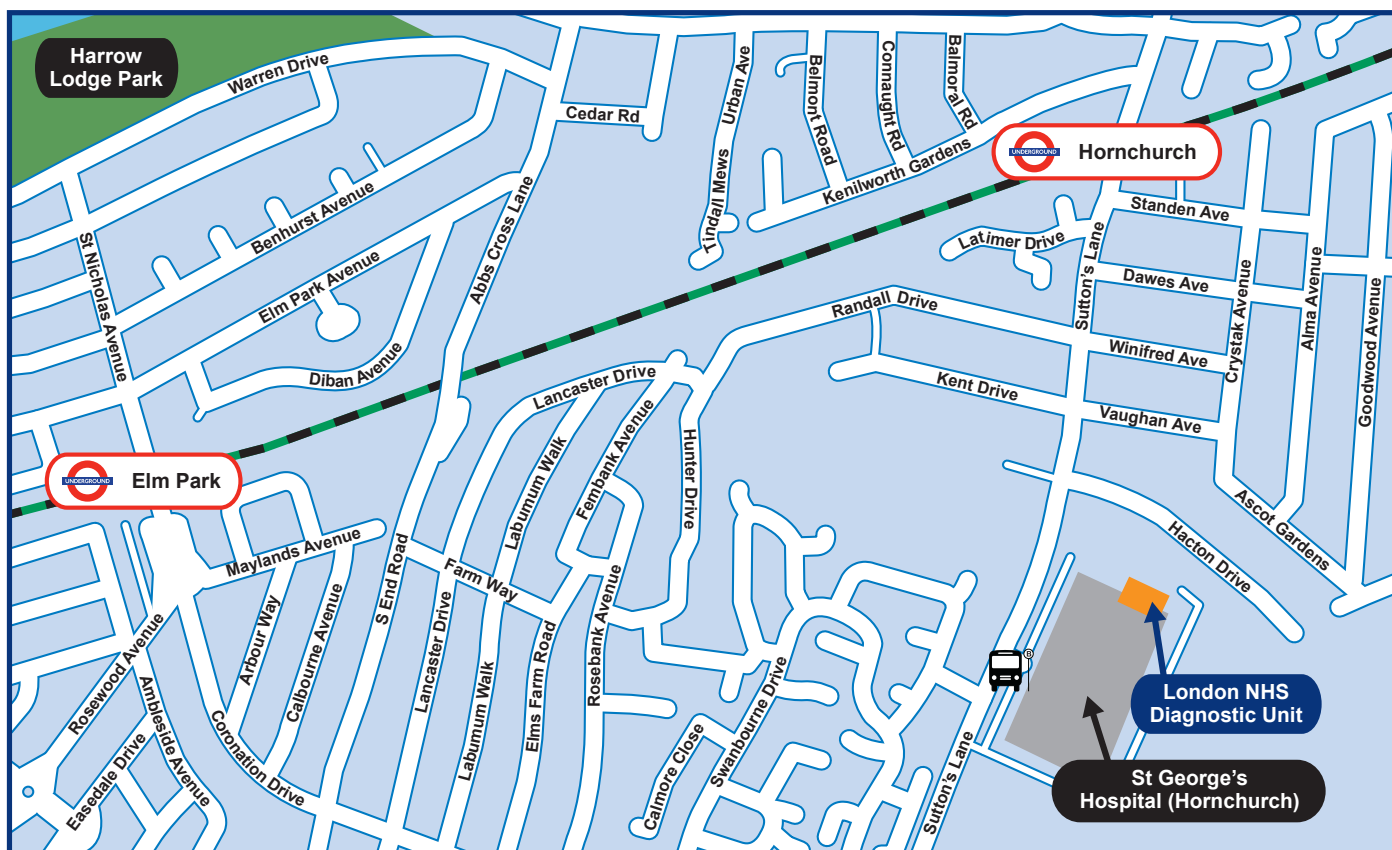 Harrow
Lodge Park
Warren Drive
Cedar Rd
Urban Ave
Tindall Mews
Belmont Road
Connaught Rd
Balmoral Rd
Kenilworth Gardens
UNDERGROUND
Hornchurch
Standen Ave
Latimer Drive
Sutton's Lane
Dawes Ave
Crystak Avenue
Alma Avenue
Goodwood Avenue
St Nicholas Avenue
Benhurst Avenue
Elm Park Avenue
Abbs Cross Lane
Diban Avenue
Randall Drive
Winifred Ave
Kent Drive
Vaughan Ave
Lancaster Drive
Labumum Walk
Fembank Avenue
Hunter Drive
UNDERGROUND
Elm Park
Maylands Avenue
S End Road
Farm Way
Ascot Gardens
Hacton Drive
Rosewood Avenue
Ambleside Avenue
Easedale Drive
Arbour Way
Calbourne Avenue
Coronation Drive
Lancaster Drive
Labumum Walk
Elms Farm Road
Rosebank Avenue
Calmore Close
Swanbourne Drive
Sutton's Lane
B
London NHS
Diagnostic Unit
St George's
Hospital (Hornchurch)